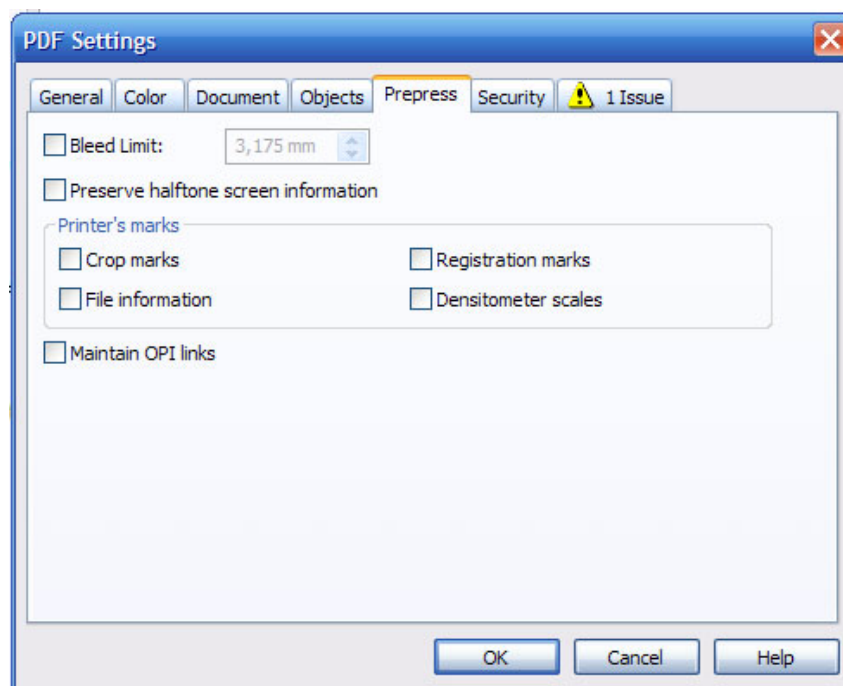 PDF Settings
General Color Document Objects Prepress Security 1 Issue
Bleed Limit: 3,175 mm
Preserve halftone screen information
Printer's marks
Crop marks Registration marks
File information Densitometer scales
Maintain OPI links
OK Cancel Help